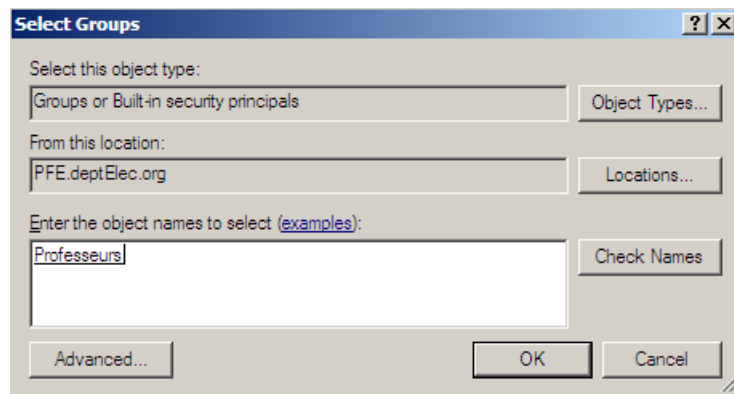 Select Groups
Select this object type:
Groups or Built-in security principals
Object Types...
From this location:
PFE.deptElec.org
Locations...
Enter the object names to select (examples):
Professeurs
Check Names
Advanced...
OK
Cancel